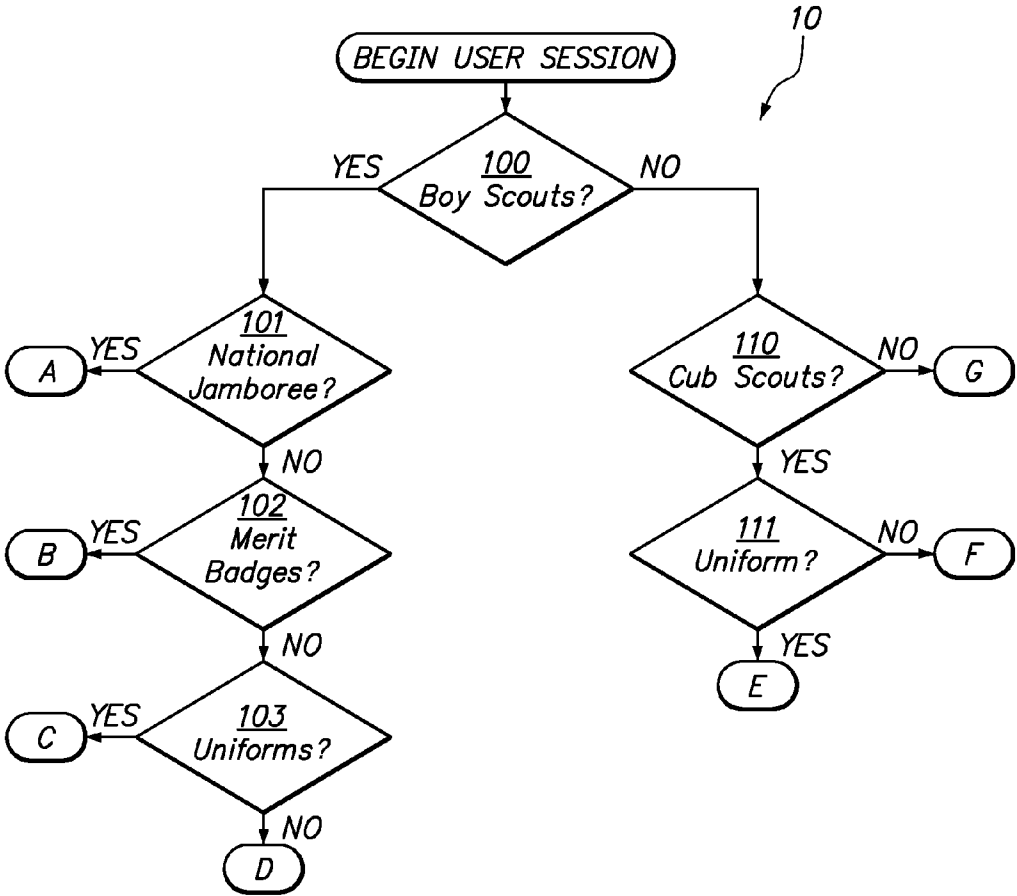 10
BEGIN USER SESSION
YES
100
NO
Boy Scouts?
101
National
Jamboree?
YES
A
110
Cub Scouts?
NO
G
NO
YES
102
Merit
Badges?
YES
B
111
Uniform?
NO
F
NO
YES
E
103
Uniforms?
YES
C
NO
D